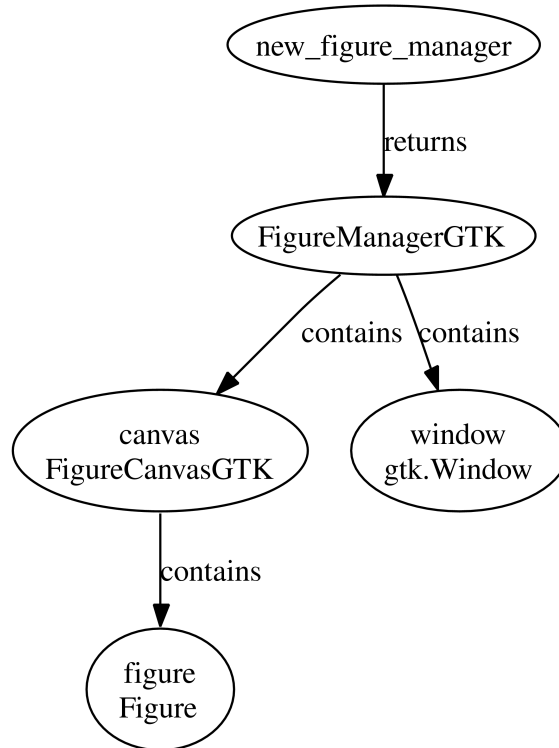 new_figure_manager
returns
FigureManagerGTK
contains
contains
canvas
FigureCanvasGTK
window
gtk.Window
contains
figure
Figure